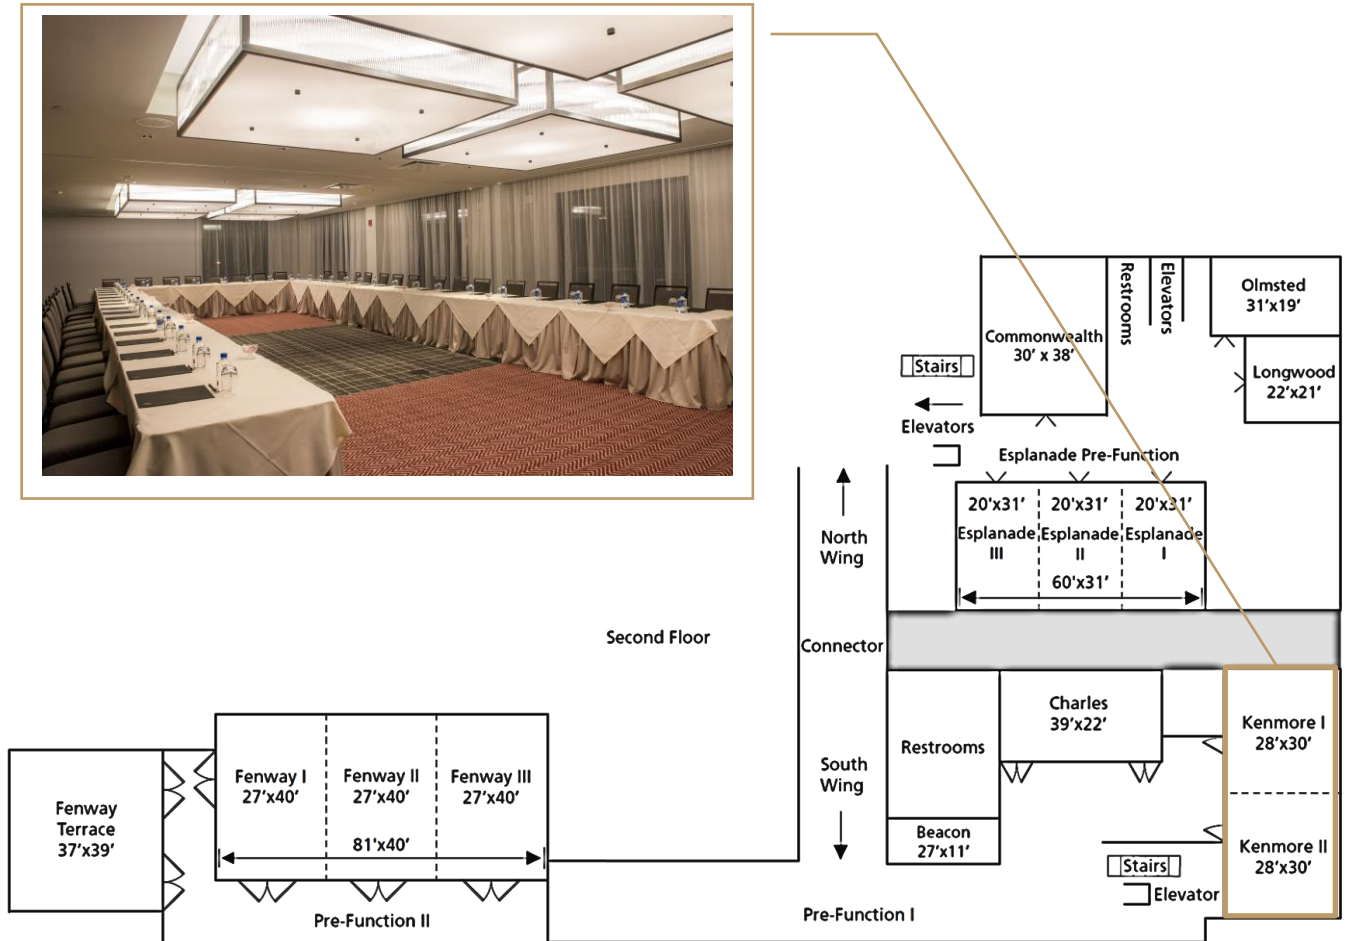 Commonwealth
30' x 38'
Restrooms
Elevators
Olmsted
31'x19'
Longwood
22'x21'
Stairs
Elevators
Esplanade Pre-Function
20'x31'
Esplanade
III
20'x31'
Esplanade
II
20'x31'
Esplanade
I
60'x31'
North
Wing
Second Floor
Connector
South
Wing
Restrooms
Beacon
27'x11'
Charles
39'x22'
Kenmore I
28'x30'
Kenmore II
28'x30'
Stairs
Elevator
Pre-Function I
Fenway
Terrace
37'x39'
Fenway I
27'x40'
Fenway II
27'x40'
Fenway III
27'x40'
81'x40'
Pre-Function II